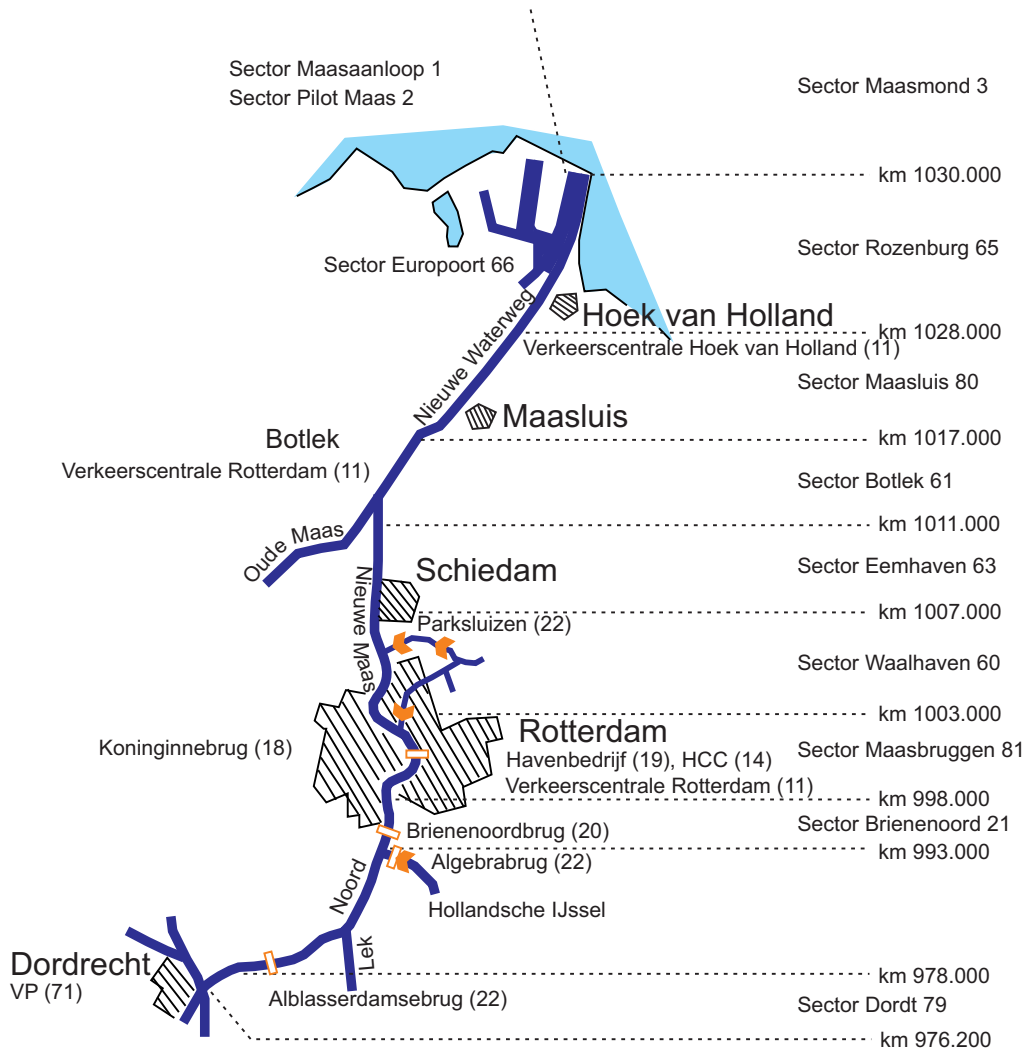 Sector Maasaanloop 1
Sector Pilot Maas 2
Sector Maasmond 3
km 1030.000
Sector Rozenburg 65
Sector Europoort 66
Hoek van Holland
km 1028.000
Verkeerscentrale Hoek van Holland (11)
Nieuwe Waterweg
Sector Maasluis 80
Maasluis
Botlek
km 1017.000
Verkeerscentrale Rotterdam (11)
Sector Botlek 61
km 1011.000
Oude Maas
Schiedam
Sector Eemhaven 63
Nieuwe Maas
km 1007.000
Parksluizen (22)
Sector Waalhaven 60
km 1003.000
Rotterdam
Koninginnebrug (18)
Sector Maasbruggen 81
Havenbedrijf (19), HCC (14)
Verkeerscentrale Rotterdam (11)
km 998.000
Sector Brienenoord 21
Brienenoordbrug (20)
km 993.000
Algebrabrug (22)
Noord
Hollandsche IJssel
Lek
Dordrecht
VP (71)
km 978.000
Alblasserdamsebrug (22)
Sector Dordt 79
km 976.200